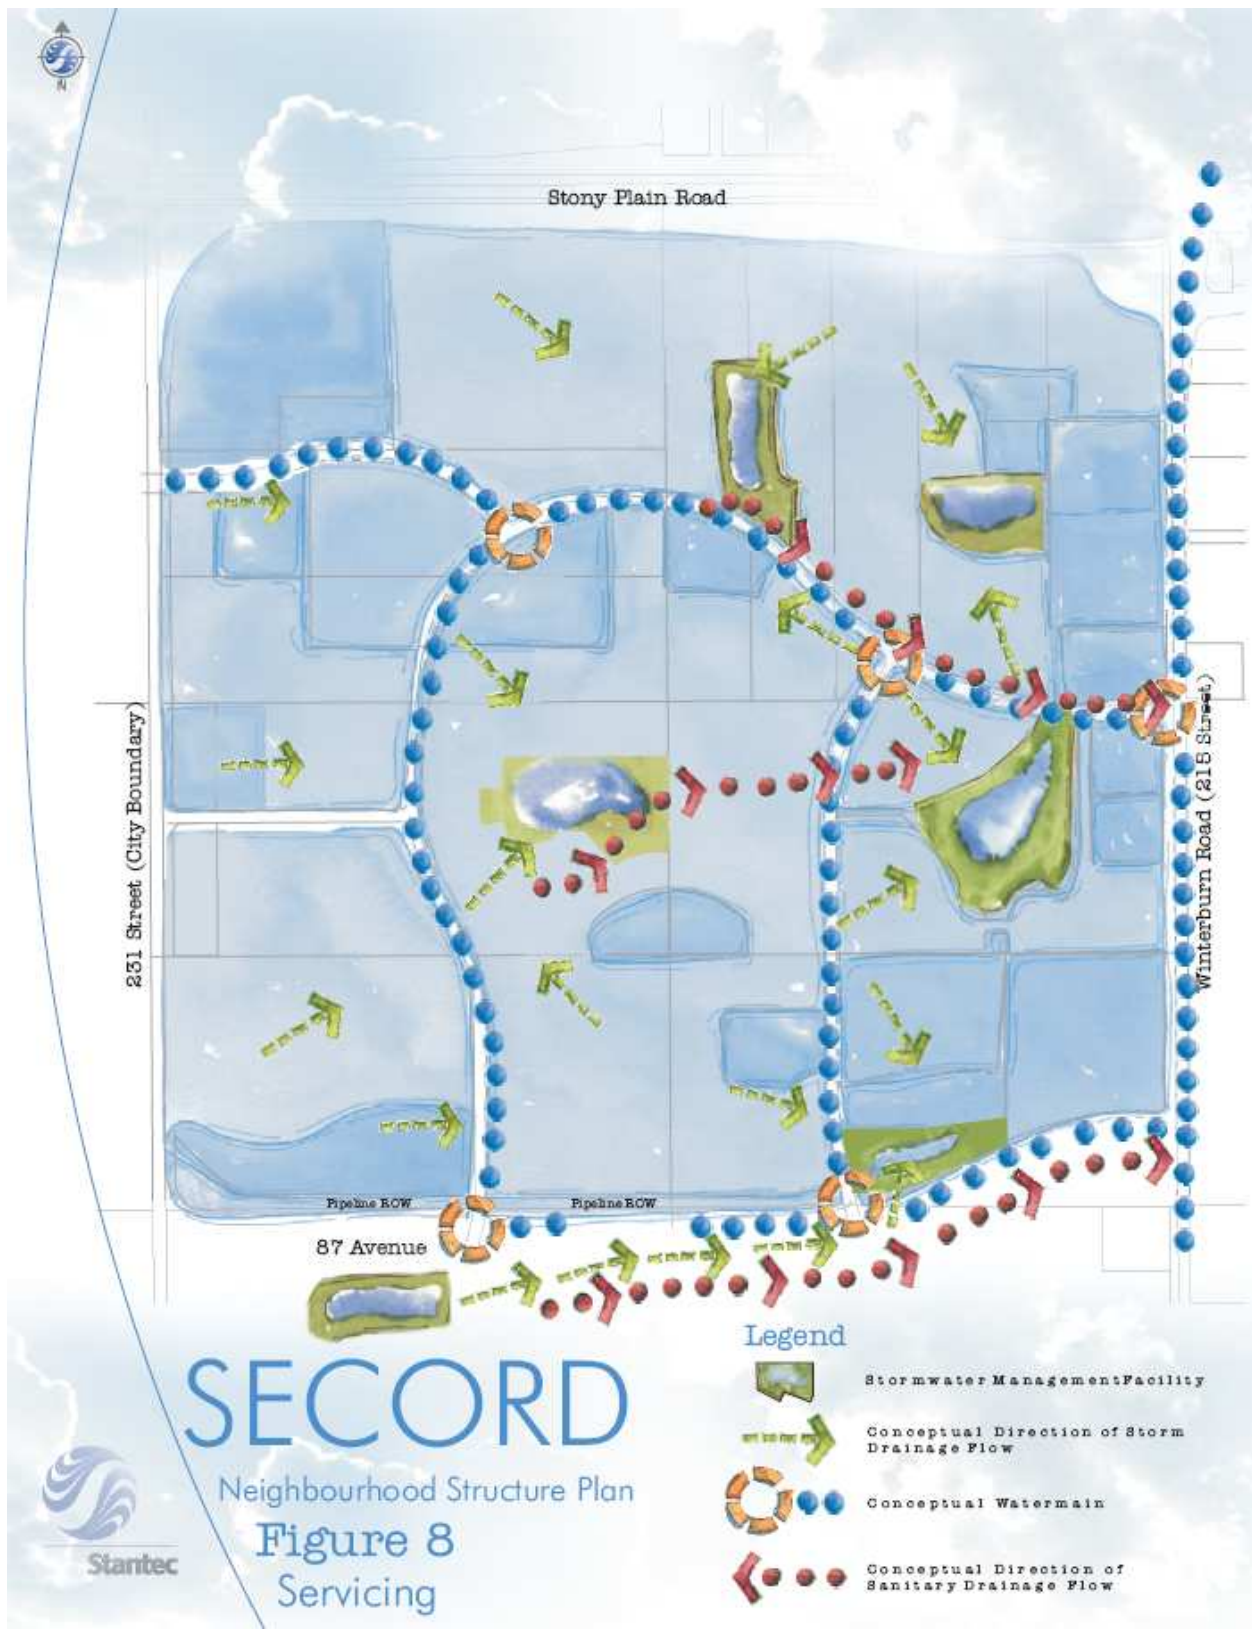 N
Stony Plain Road
231 Street (City Boundary)
Winterburn Road (215 Street)
Pipeline ROW
Pipeline ROW
87 Avenue
Legend
Stormwater Management Facility
Conceptual Direction of Storm
Drainage Flow
Conceptual Watermain
Conceptual Direction of
Sanitary Drainage Flow
SECORD
Neighbourhood Structure Plan
Figure 8
Servicing
Stantec